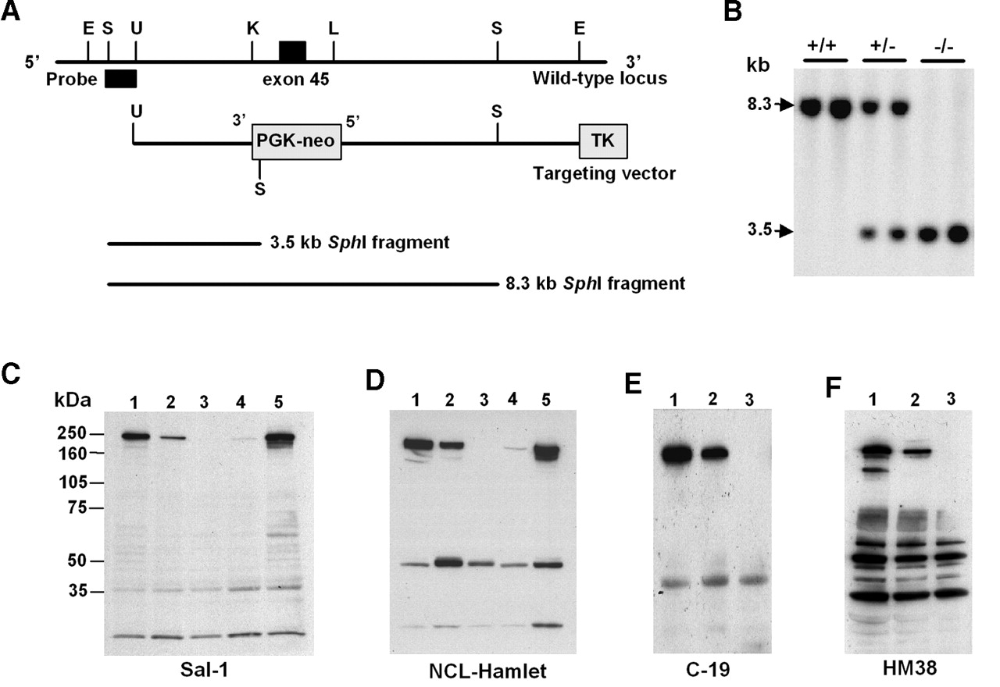 A
E S U K L S E
5’ 3’
Probe exon 45 Wild-type locus
U 3’ 5’ S
PGK-neo TK
S Targeting vector
3.5 kb SphI fragment
8.3 kb SphI fragment
B
+/+ +/- -/-
kb
8.3
3.5
C
kDa 1 2 3 4 5
250
160
105
75
50
35
Sal-1
D
1 2 3 4 5
NCL-Hamlet
E
1 2 3
C-19
F
1 2 3
HM38